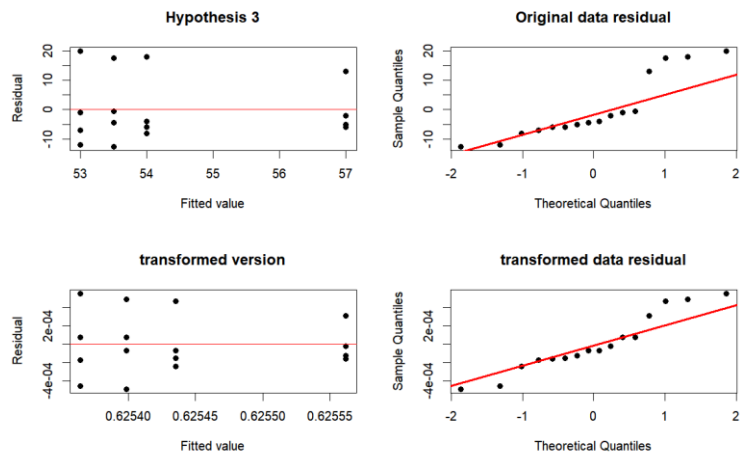 Hypothesis 3
Residual
20
10
0
-10
53
54
55
56
57
Fitted value
Original data residual
Sample Quantiles
20
10
0
-10
-2
-1
0
1
2
Theoretical Quantiles
transformed version
Residual
2e-04
-4e-04
0.62540
0.62545
0.62550
0.62555
Fitted value
transformed data residual
Sample Quantiles
2e-04
-4e-04
-2
-1
0
1
2
Theoretical Quantiles